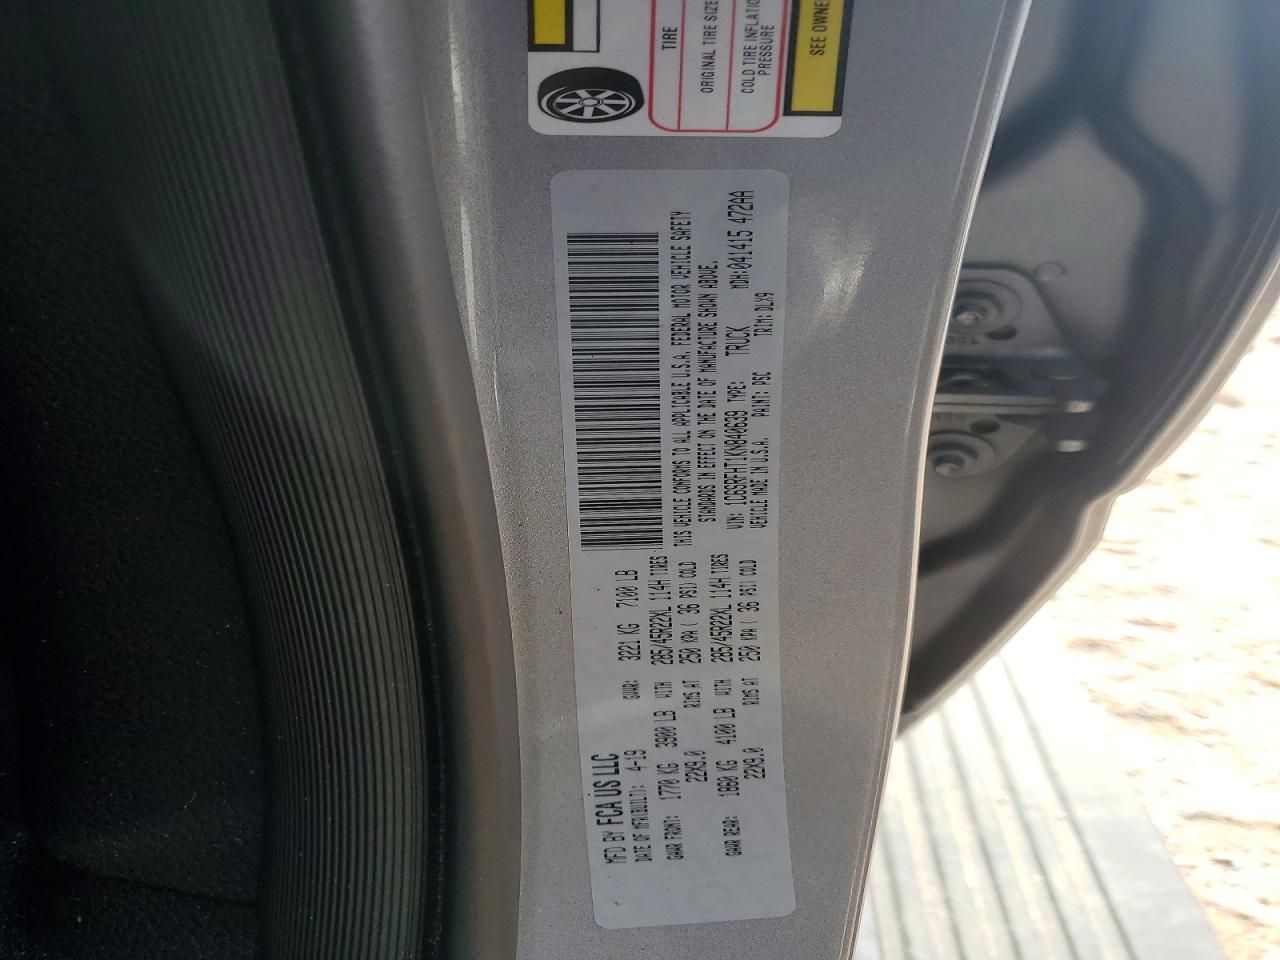 TIRE
ORIGINAL TIRE SIZE
COLD TIRE
PRESSURE
SEE
MFD BY FCA US LLC
DATE OF MFR(BUILT): 4-19 GVWR: 3221 KG 7100 LB
GAWR FRONT: 1770 KG 3900 LB WITH 285/45R22XL 114H TIRES
22X9.0 RIMS AT 250 KPA ( 36 PSI) COLD
GAWR REAR: 1860 KG 4100 LB WITH 285/45R22XL 114H TIRES
22X9.0 RIMS AT 250 KPA ( 36 PSI) COLD
THIS VEHICLE CONFORMS TO ALL APPLICABLE U.S.A. FEDERAL MOTOR VEHICLE SAFETY
STANDARDS IN EFFECT ON THE DATE OF MANUFACTURE SHOWN ABOVE.
VIN: 1C6SRFHT1KN840639 TYPE: TRUCK MDH:041415 472AA
VEHICLE MADE IN U.S.A. PAINT: PSC TRIM: DLX9